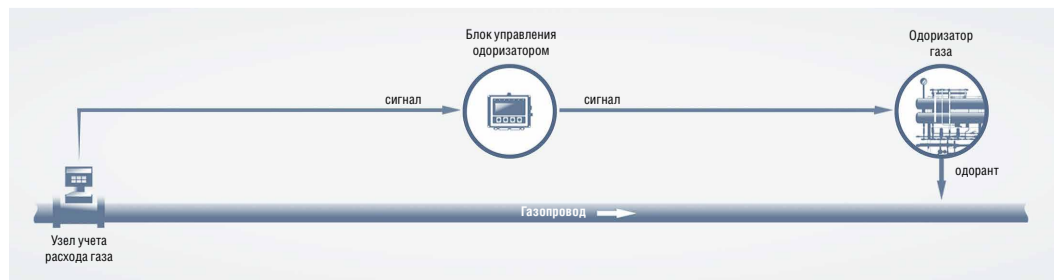 Блок управления
одоризатором
Одоризатор
газа
сигнал
сигнал
одорант
Газопровод
Узел учета
расхода газа